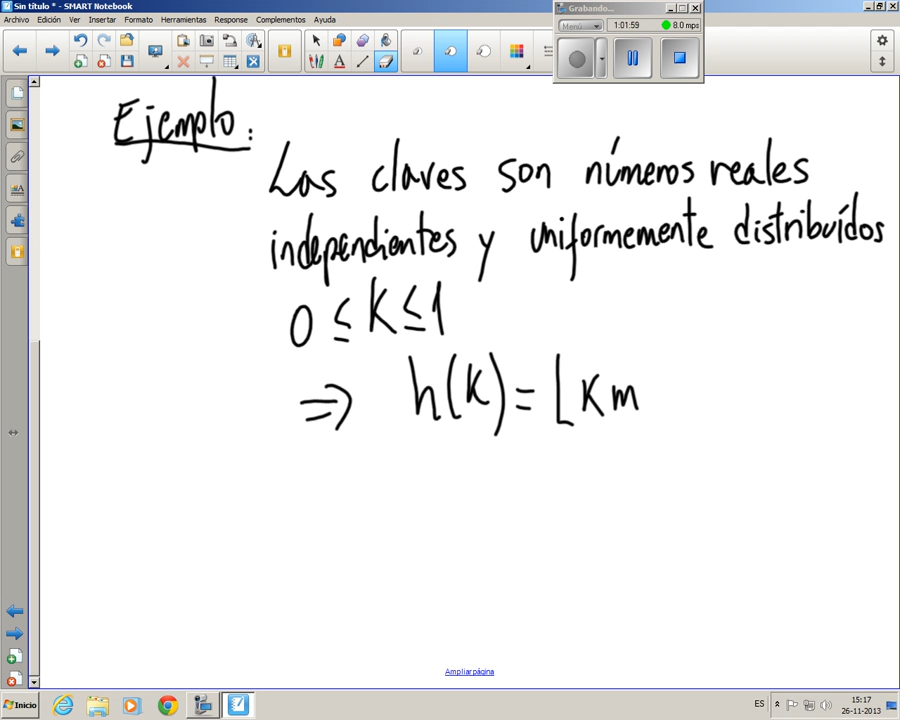 Sin título * - SMART Notebook
Grabando...
Archivo Edición Ver Insertar Formato Herramientas Response Complementos Ayuda
Menú 1:01:59 8.0 mps
Ejemplo:
Las claves son números reales
independientes y uniformemente distribuídos
0 ≤ K ≤ 1
⇒ h(K) = ⌊K m
Ampliar página
Inicio
ES
15:17
26-11-2013